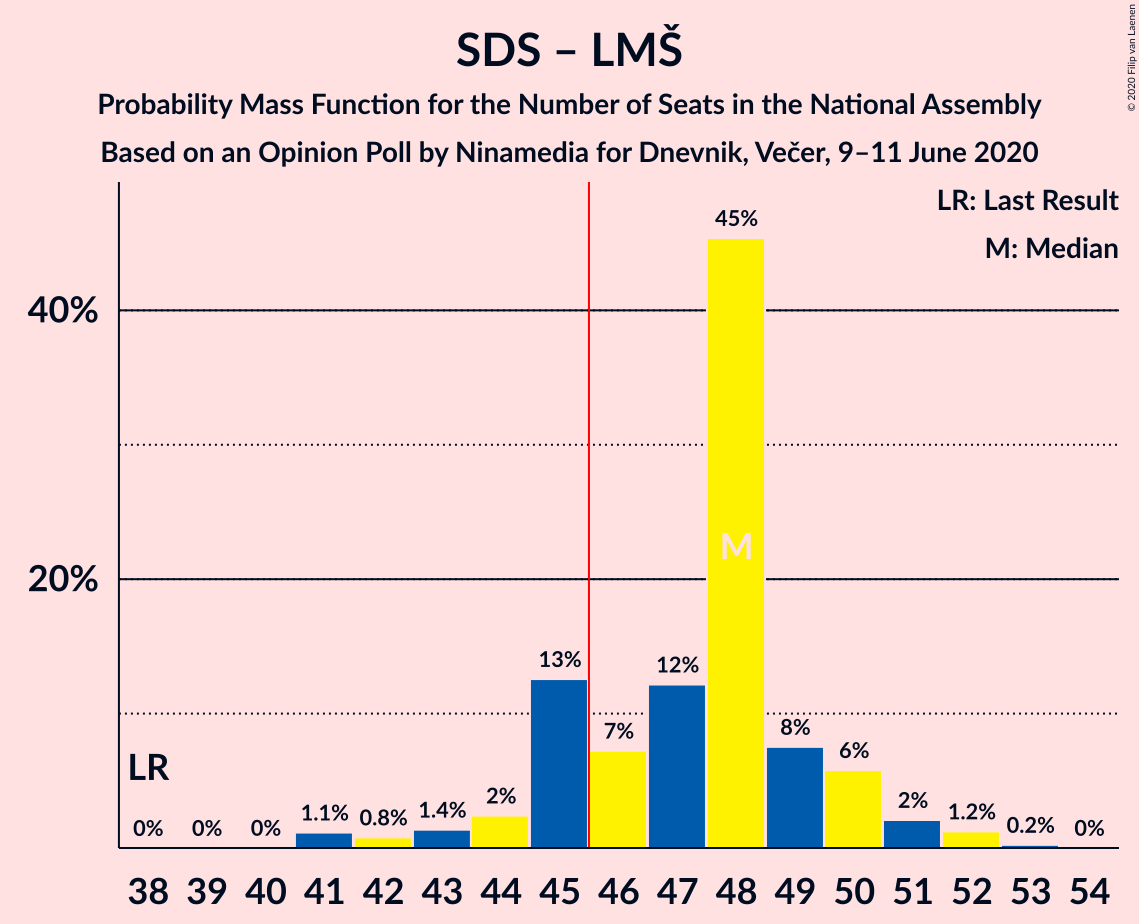 SDS – LMŠ
Probability Mass Function for the Number of Seats in the National Assembly
Based on an Opinion Poll by Ninamedia for Dnevnik, Večer, 9–11 June 2020
© 2020 Filip van Laenen
LR: Last Result
M: Median
45%
40%
M
20%
13%
12%
7%
8%
6%
LR
0%
0%
0%
1.1%
0.8%
1.4%
2%
2%
1.2%
0.2%
0%
38 39 40 41 42 43 44 45 46 47 48 49 50 51 52 53 54